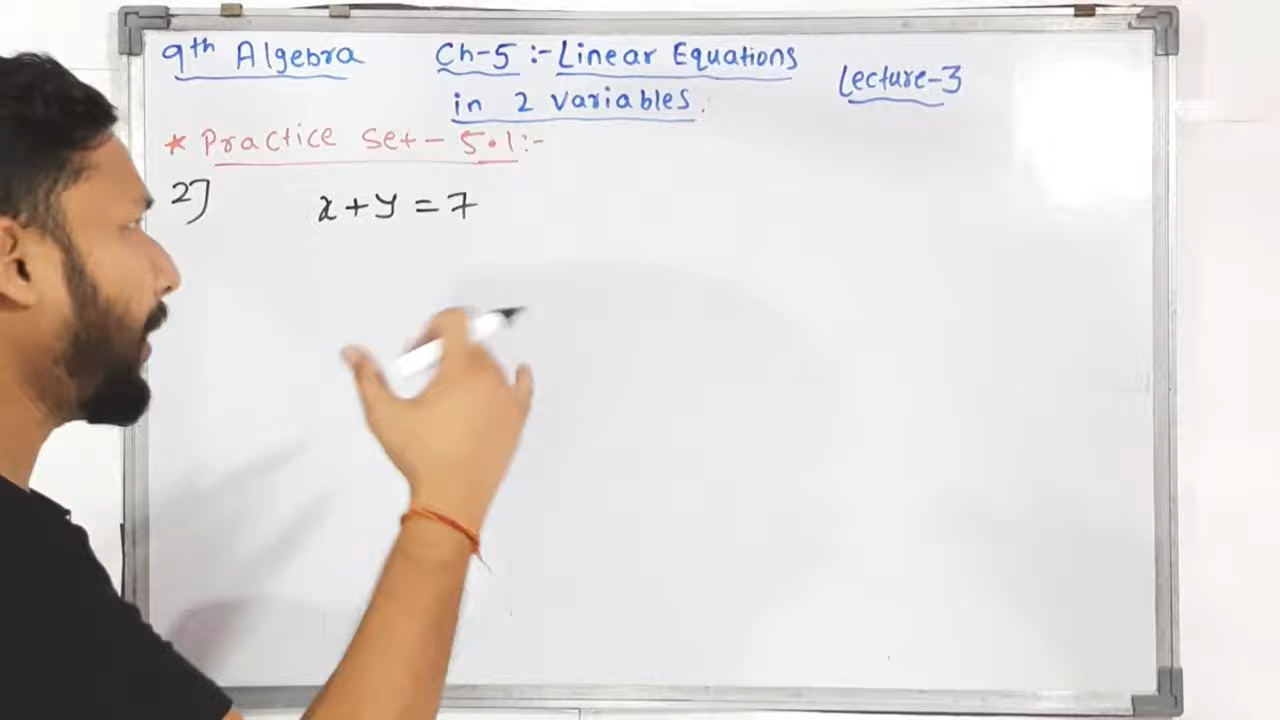 9th Algebra Ch-5 :- Linear Equations
in 2 variables.
Lecture-3
* Practice set - 5.1 :-
2] x + y = 7